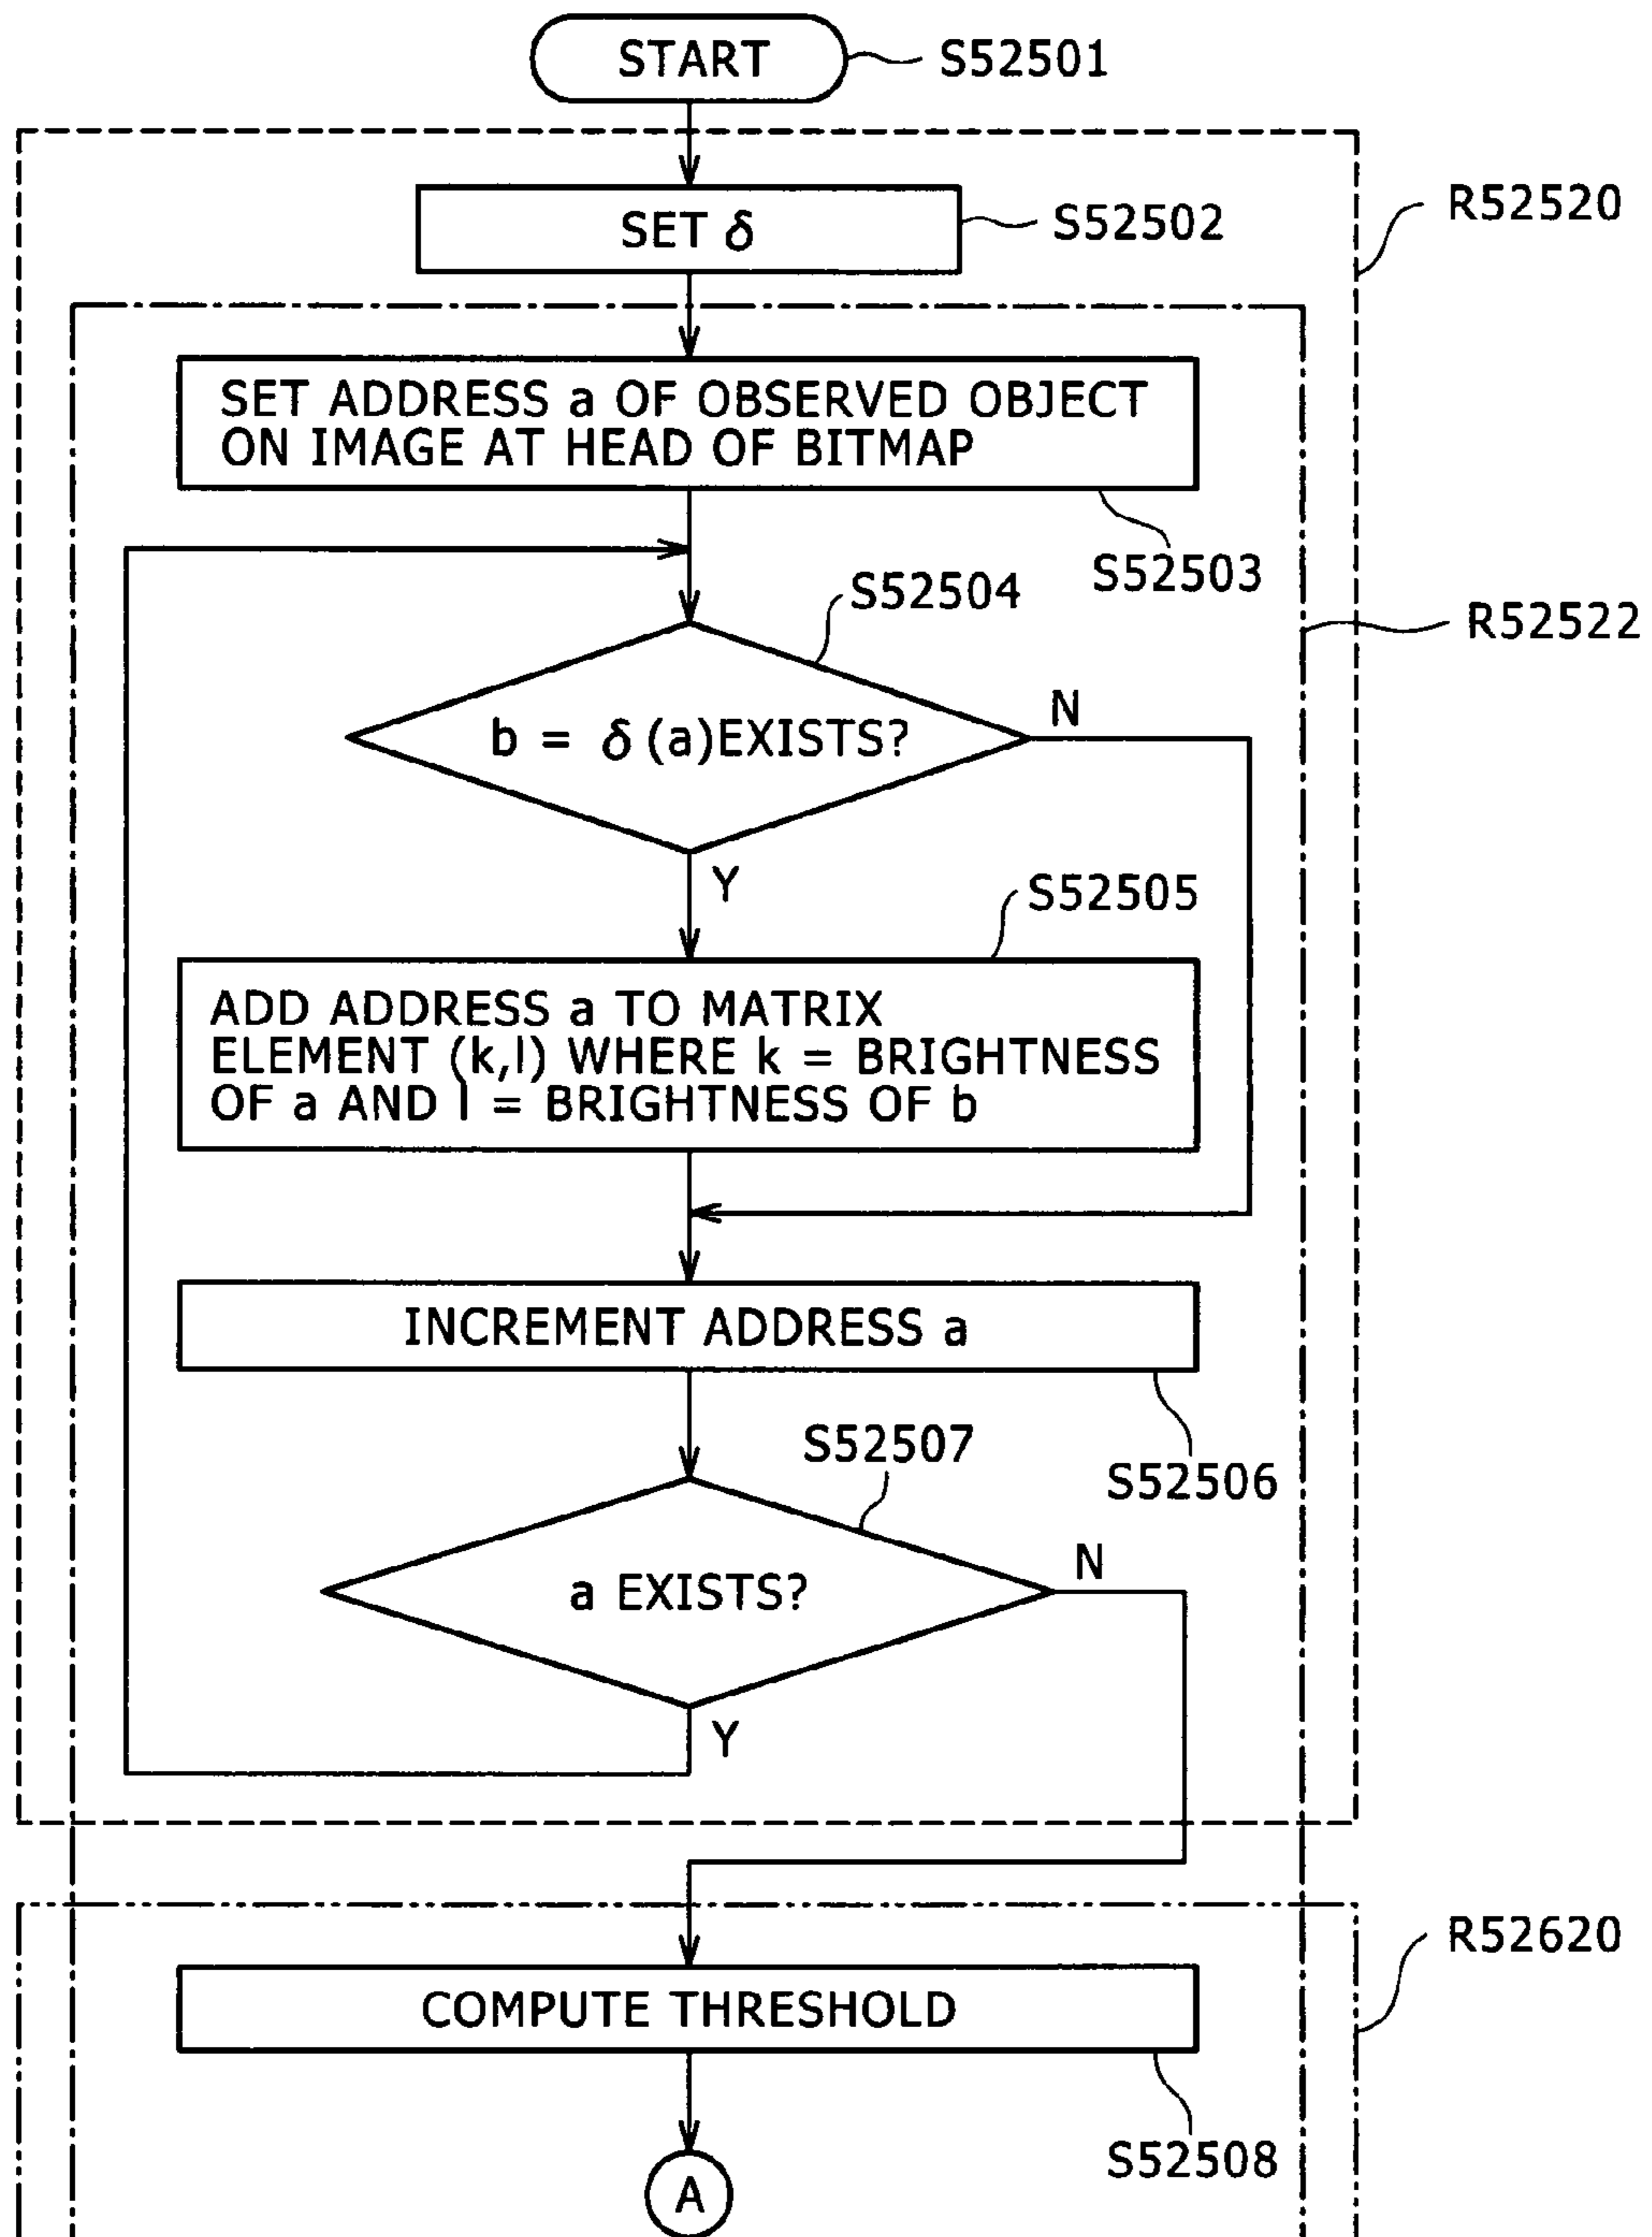 START
S52501
R52520
SET δ
S52502
SET ADDRESS a OF OBSERVED OBJECT
ON IMAGE AT HEAD OF BITMAP
S52503
S52504
R52522
b = δ (a)EXISTS?
N
Y
S52505
ADD ADDRESS a TO MATRIX
ELEMENT (k,l) WHERE k = BRIGHTNESS
OF a AND l = BRIGHTNESS OF b
INCREMENT ADDRESS a
S52506
S52507
a EXISTS?
N
Y
R52620
COMPUTE THRESHOLD
S52508
A